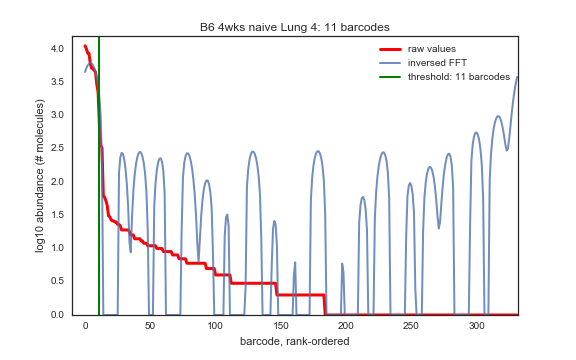 B6 4wks naive Lung 4: 11 barcodes
raw values
inversed FFT
threshold: 11 barcodes
log10 abundance (# molecules)
4.0
3.5
3.0
2.5
2.0
1.5
1.0
0.5
0.0
0 50 100 150 200 250 300
barcode, rank-ordered